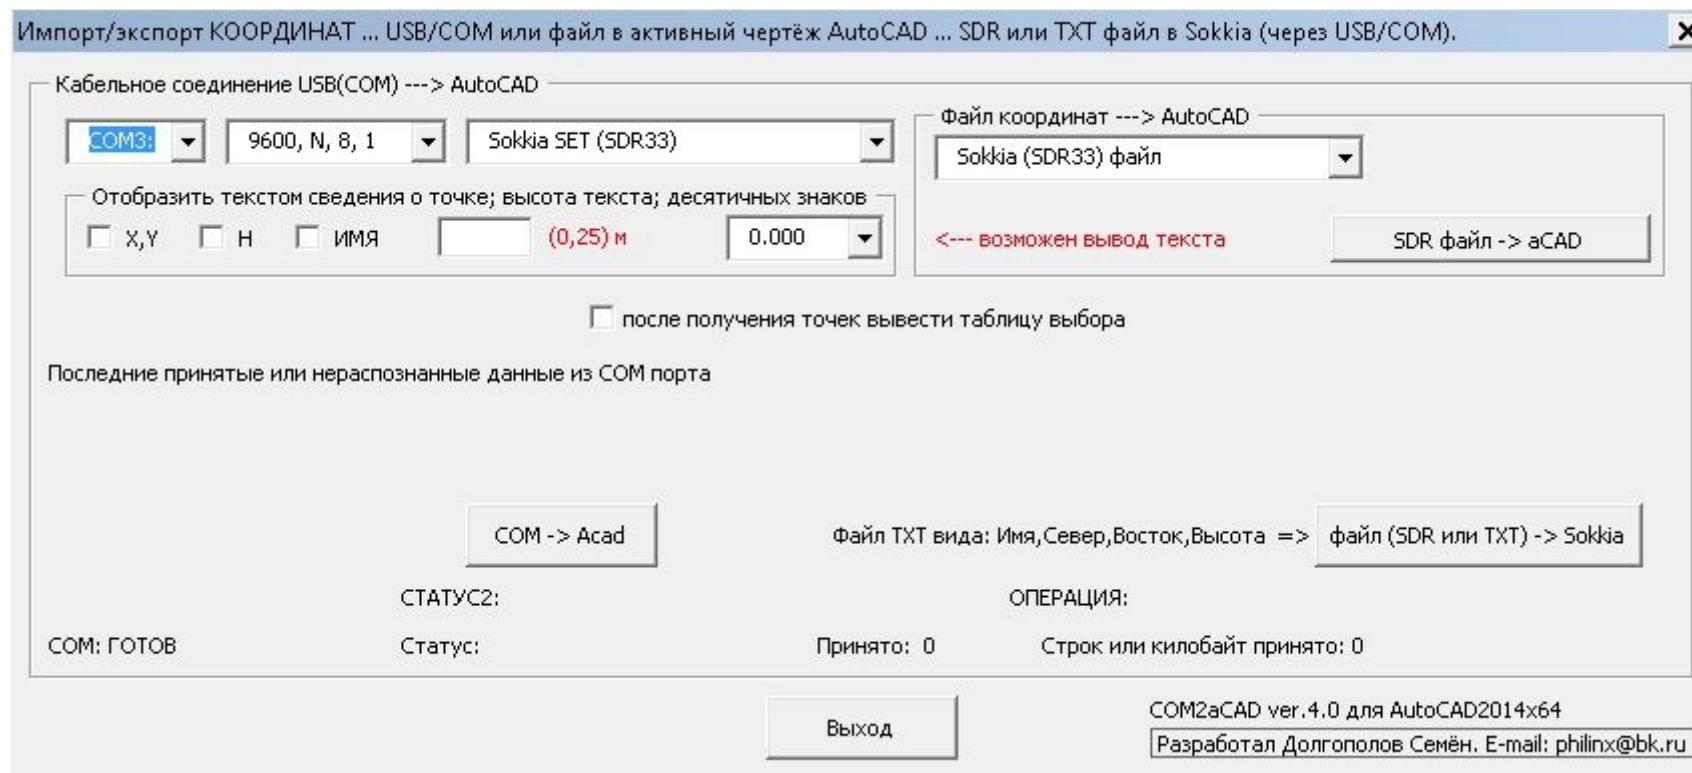 Импорт/экспорт КООРДИНАТ ... USB/COM или файл в активный чертёж AutoCAD ... SDR или TXT файл в Sokkia (через USB/COM).
Кабельное соединение USB(COM) ---> AutoCAD
COM3:
9600, N, 8, 1
Sokkia SET (SDR33)
Файл координат ---> AutoCAD
Sokkia (SDR33) файл
Отобразить текстом сведения о точке; высота текста; десятичных знаков
X,Y
H
ИМЯ
(0,25) м
0.000
<--- возможен вывод текста
SDR файл -> aCAD
после получения точек вывести таблицу выбора
Последние принятые или нераспознанные данные из COM порта
COM -> Acad
Файл TXT вида: Имя,Север,Восток,Высота =>
файл (SDR или TXT) -> Sokkia
СТАТУС2:
ОПЕРАЦИЯ:
COM: ГОТОВ
Статус:
Принято: 0
Строк или килобайт принято: 0
Выход
COM2aCAD ver.4.0 для AutoCAD2014x64
Разработал Долгополов Семён. E-mail: philinx@bk.ru